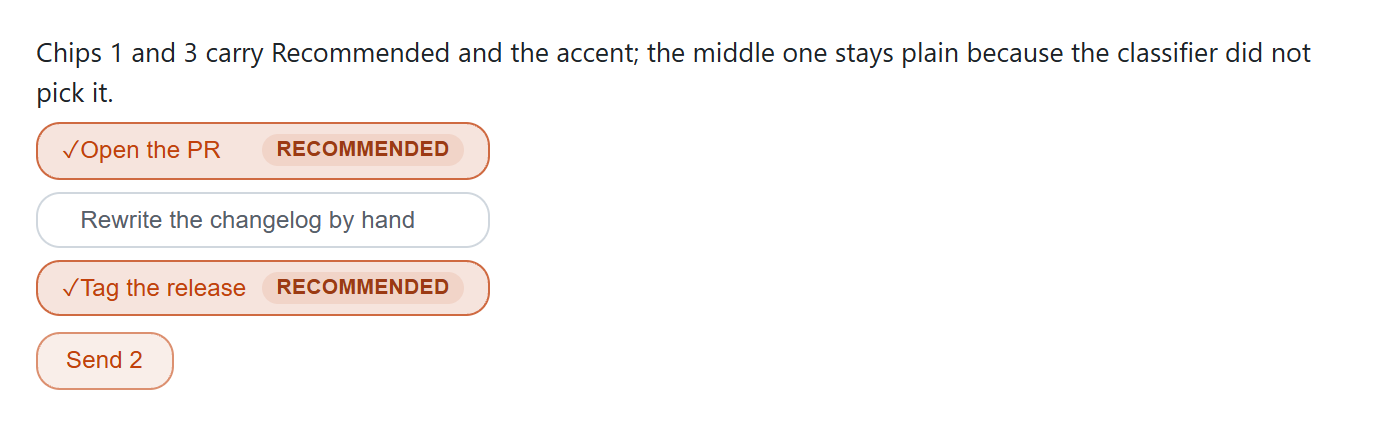 Chips 1 and 3 carry Recommended and the accent; the middle one stays plain because the classifier did not
pick it.
✓Open the PR RECOMMENDED
Rewrite the changelog by hand
✓Tag the release RECOMMENDED
Send 2